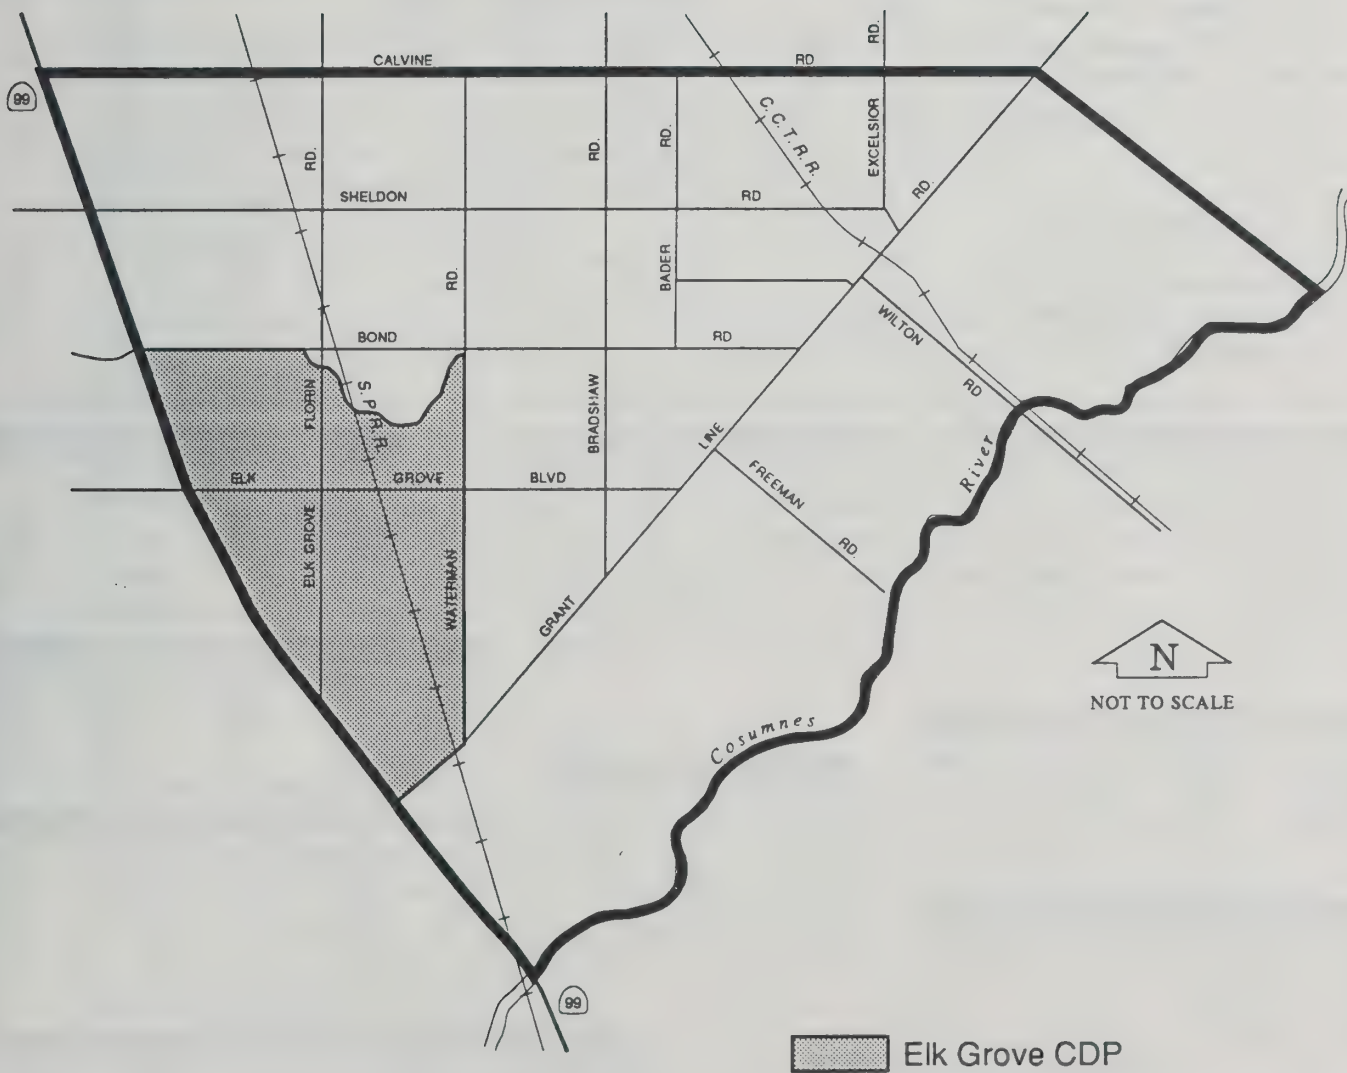 CALVINE RD
99
RD.
RD.
RD.
RD.
C. C. T. R. R.
EXCELSIOR
RD.
SHELDON RD
RD.
RD.
BADER
BOND RD
WILTON RD
FLORIN
S. P. R. R.
BRADSHAW
LINE
ELK GROVE BLVD
FREEMAN RD.
River
ELK GROVE
WATERMAN
GRANT
N
NOT TO SCALE
Cosumnes
99
Elk Grove CDP